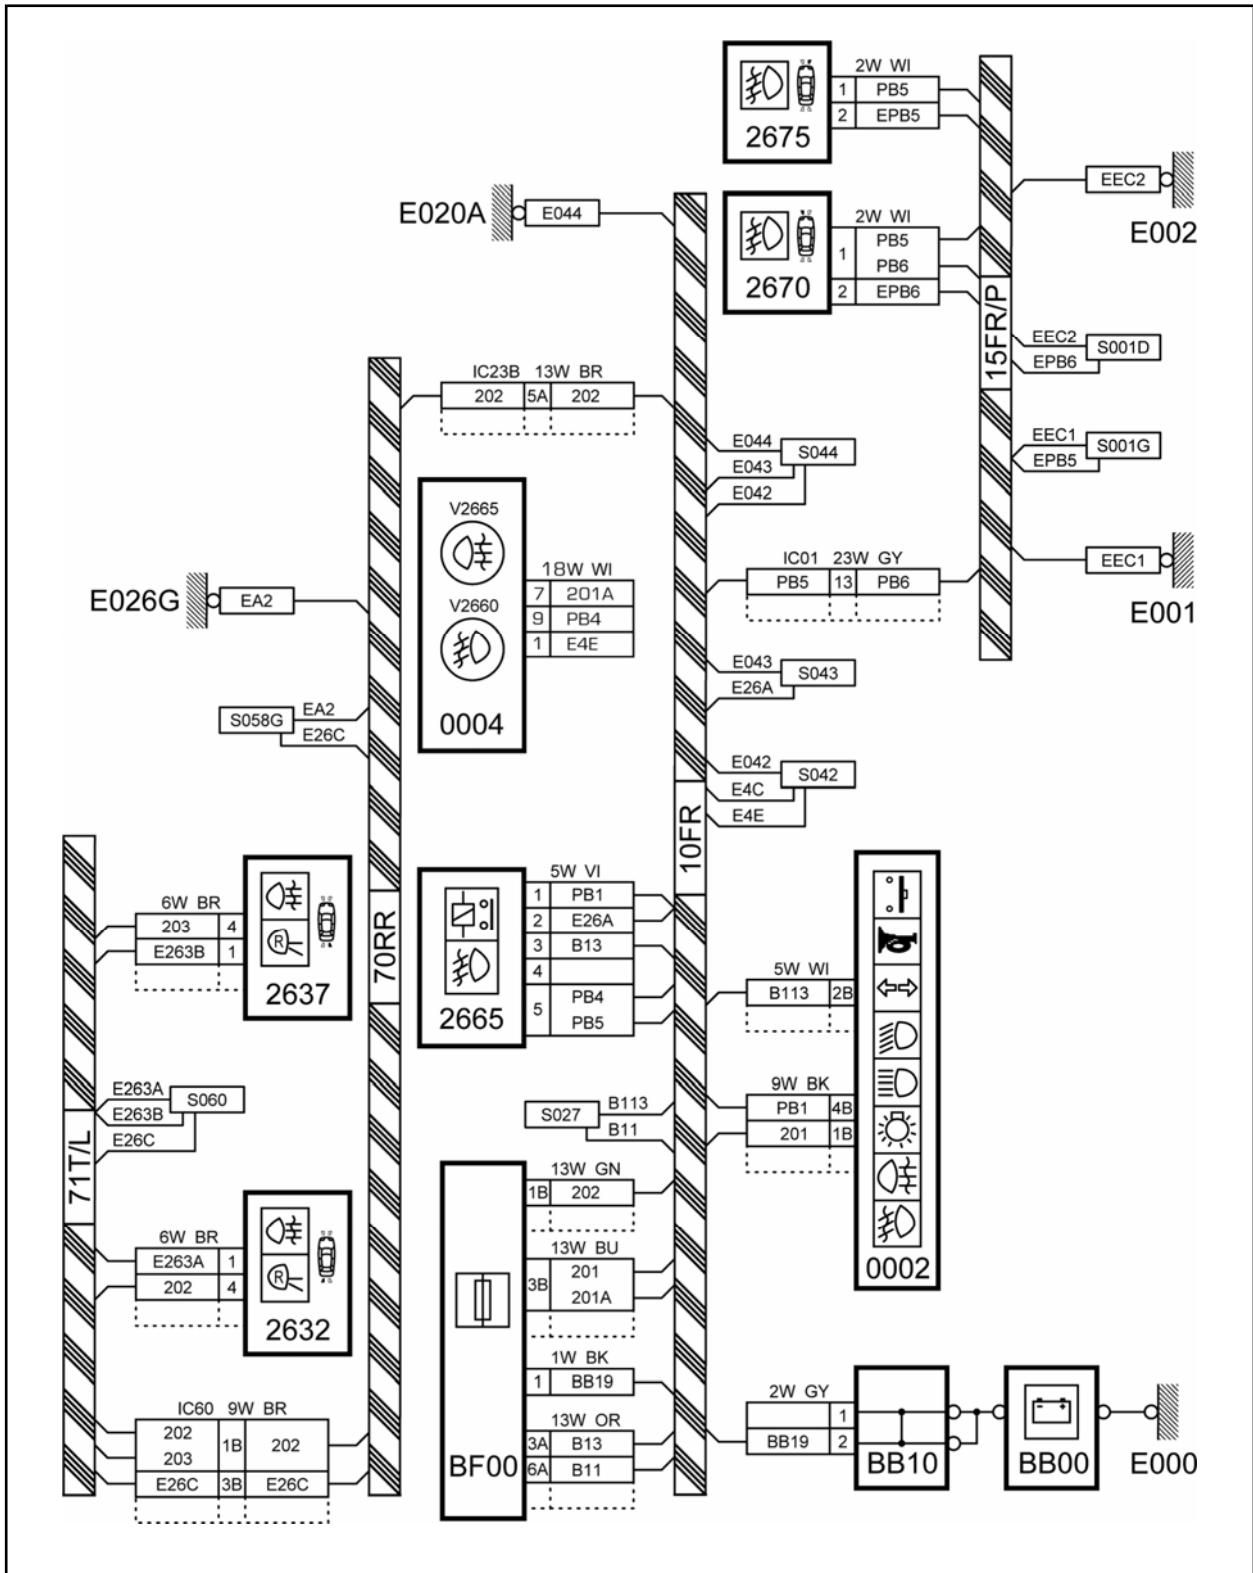 2W WI
1 PB5
2 EPB5
2675
EEC2
E002
E020A
E044
2W WI
1 PB5
PB6
2 EPB6
2670
15FR/P
EEC2
EPB6
S001D
IC23B 13W BR
202 5A 202
E044
E043
E042
S044
EEC1
EPB5
S001G
V2665
V2660
18W WI
7 201A
9 PB4
1 E4E
0004
IC01 23W GY
PB5 13 PB6
EEC1
E001
E026G
EA2
E043
E26A
S043
S058G
EA2
E26C
E042
E4C
E4E
S042
10FR
6W BR
203 4
E263B 1
2637
70RR
5W VI
1 PB1
2 E26A
3 B13
4
5 PB4
PB5
2665
5W WI
B113 2B
9W BK
PB1 4B
201 1B
0002
E263A
E263B
E26C
S060
71T/L
S027
B113
B11
13W GN
1B 202
13W BU
3B 201
201A
1W BK
1 BB19
13W OR
3A B13
6A B11
BF00
6W BR
E263A 1
202 4
R
R
2632
IC60 9W BR
202
203
1B 202
E26C 3B E26C
2W GY
1
BB19 2
BB10
BB00
E000